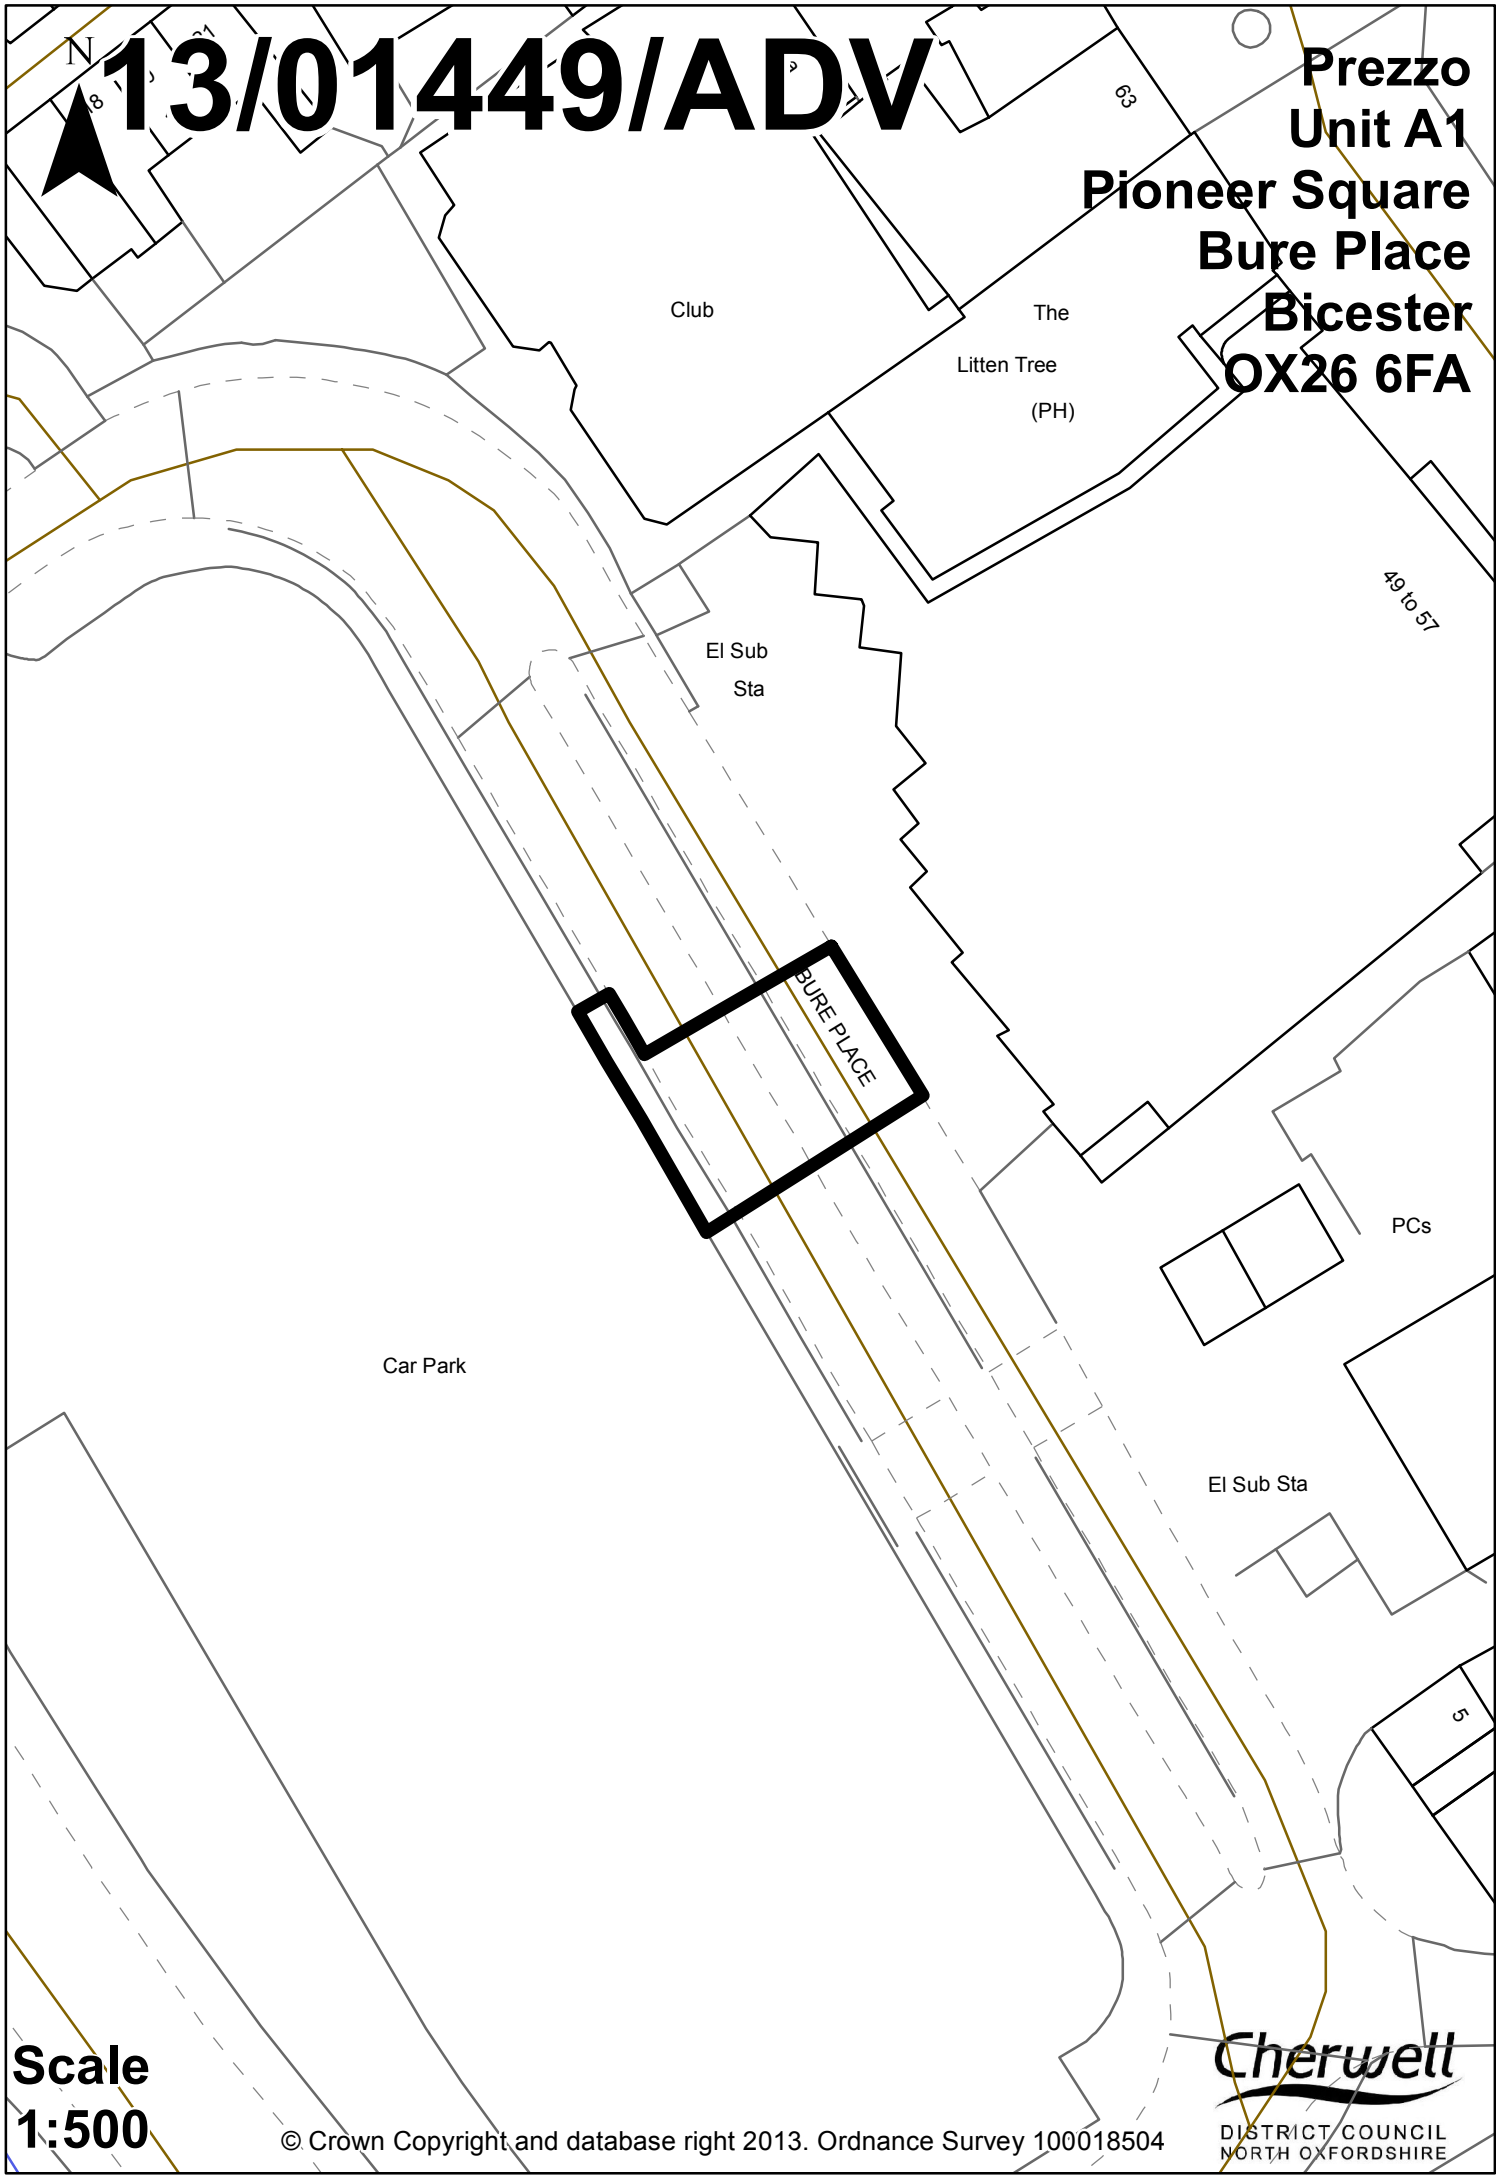 N
13/01449/ADV
Prezzo
Unit A1
Pioneer Square
Bure Place
Bicester
OX26 6FA
63
Club
The
Litten Tree
(PH)
49 to 57
El Sub
Sta
BURE PLACE
PCs
Car Park
El Sub Sta
5
Scale
1:500
© Crown Copyright and database right 2013. Ordnance Survey 100018504
Cherwell
DISTRICT COUNCIL
NORTH OXFORDSHIRE